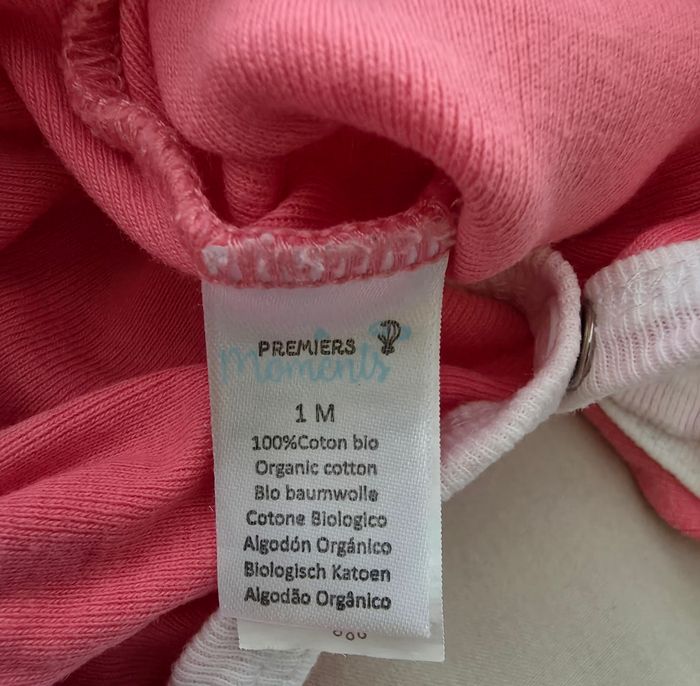 PREMIERS
Moments
1 M
100%Coton bio
Organic cotton
Bio baumwolle
Cotone Biologico
Algodón Orgánico
Biologisch Katoen
Algodão Orgânico